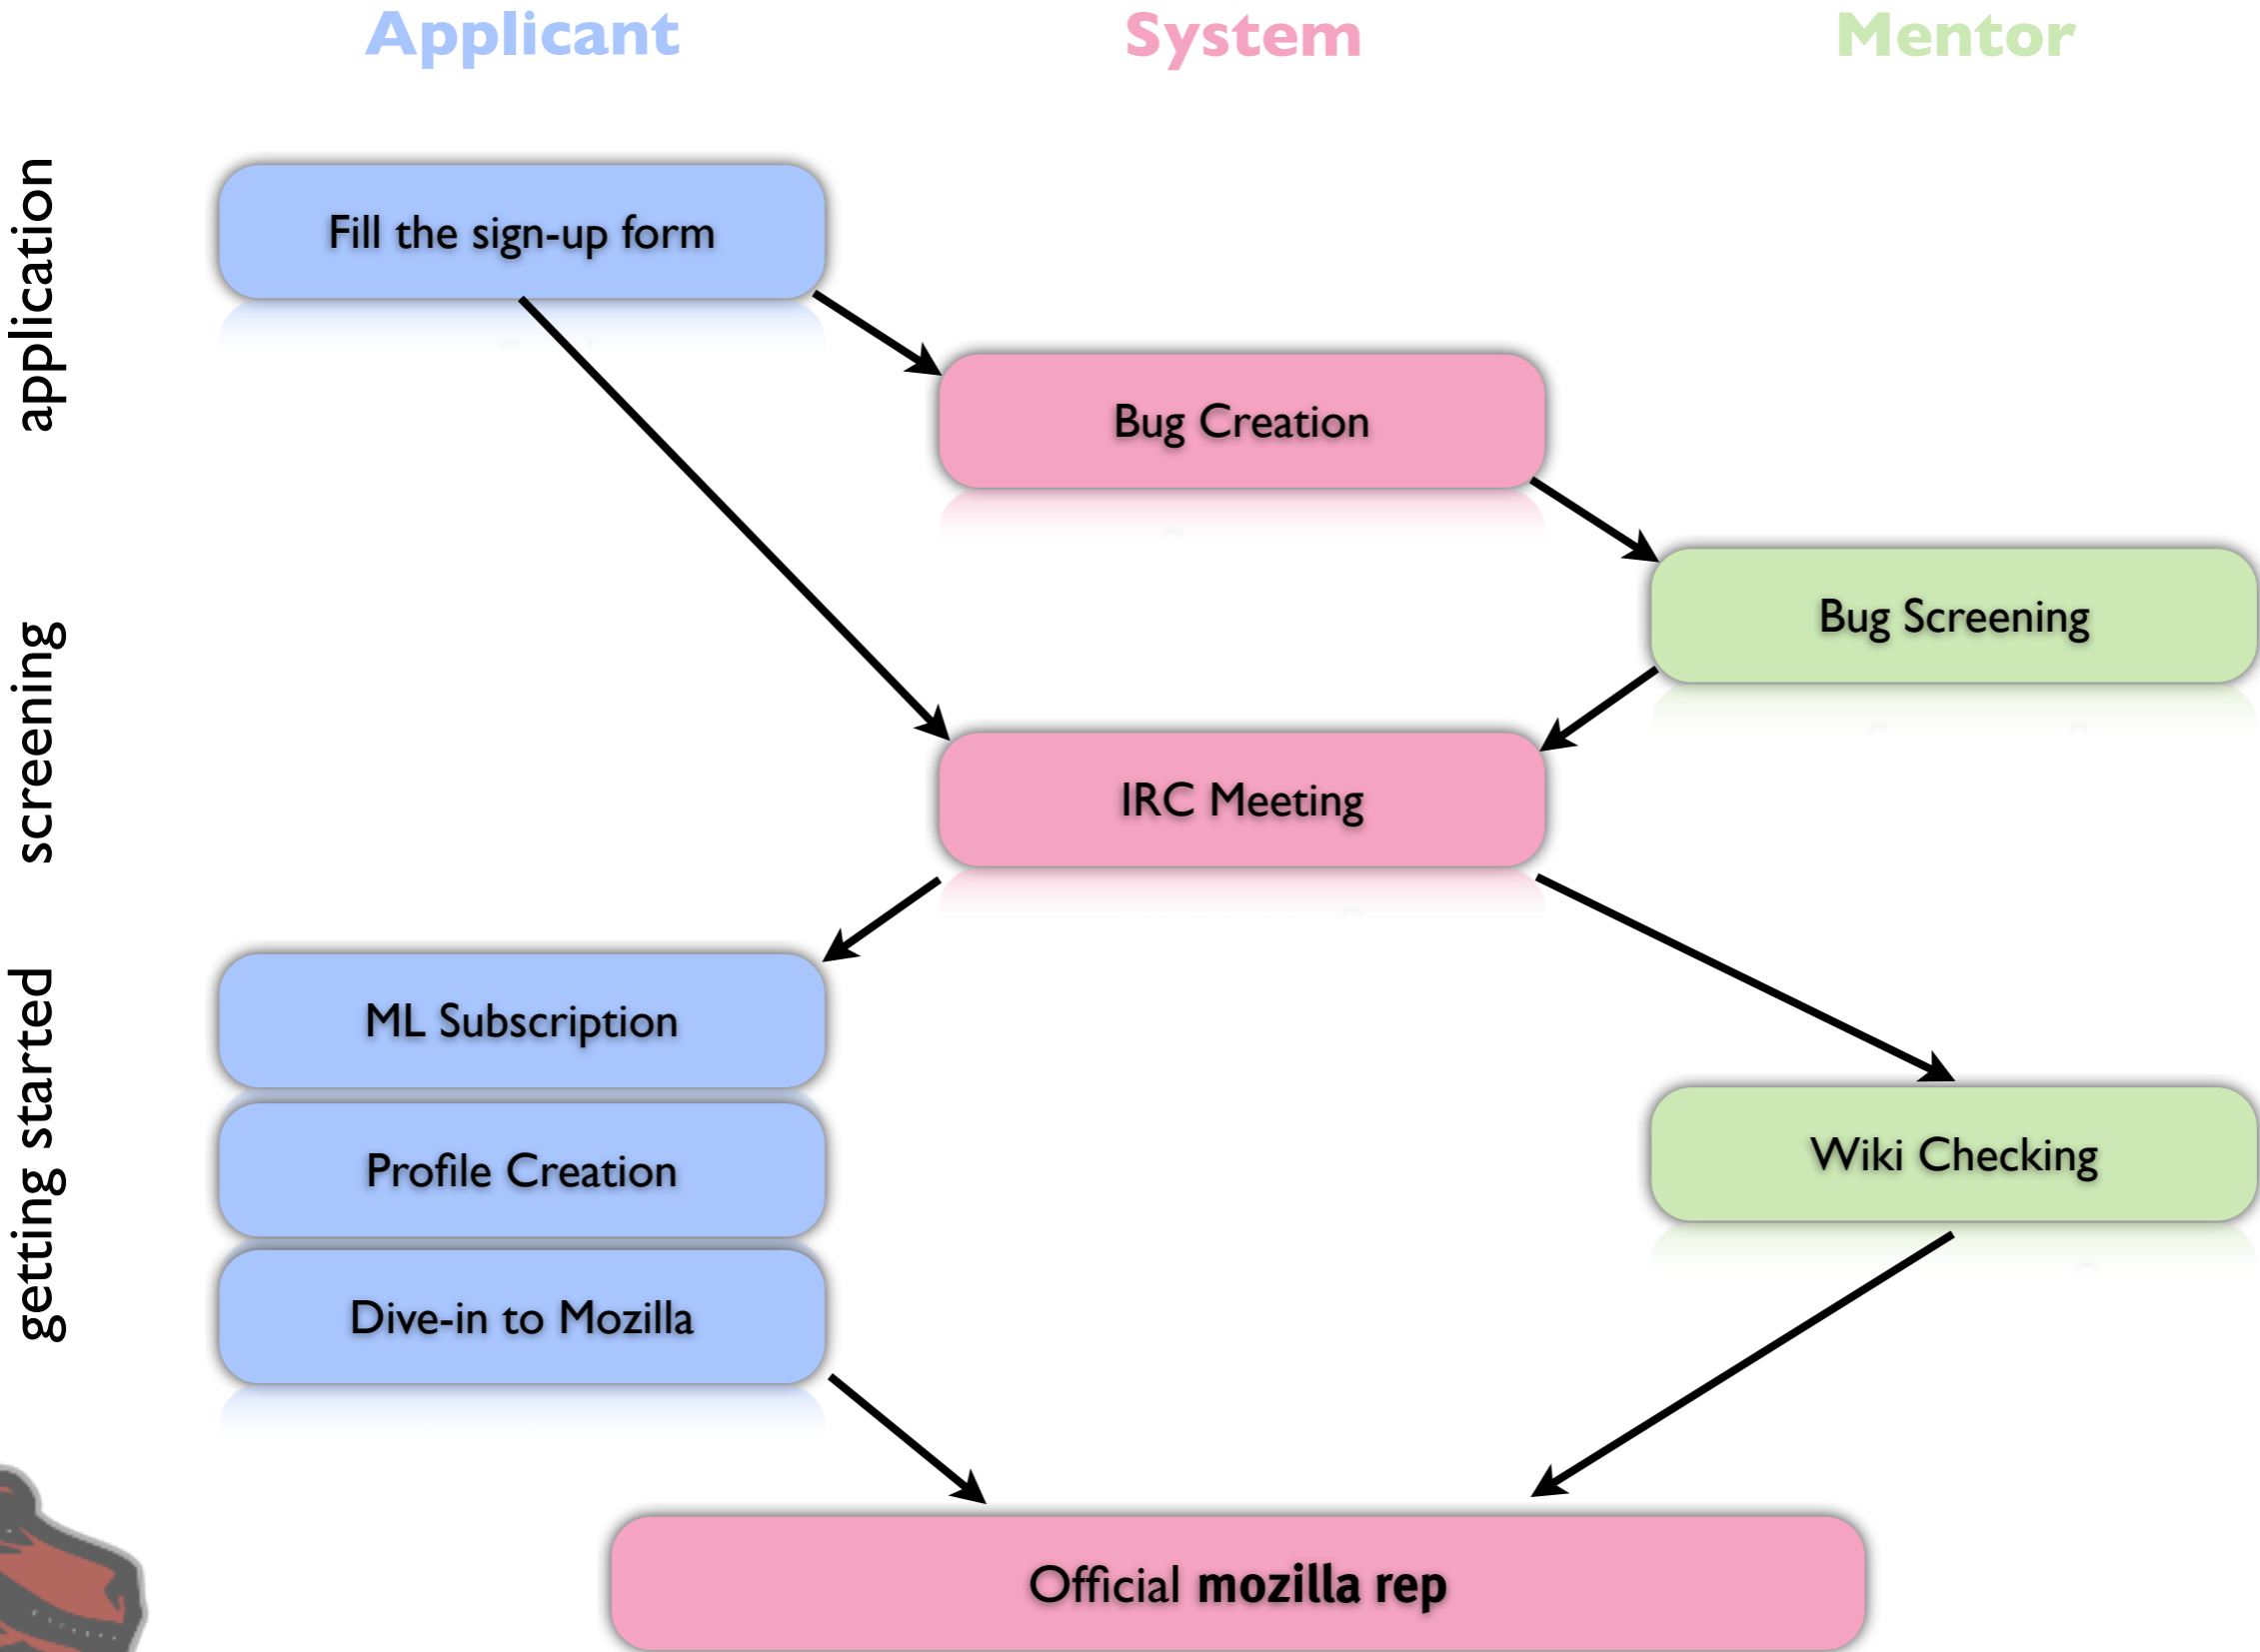 Applicant
System
Mentor
application
Fill the sign-up form
Bug Creation
screening
Bug Screening
IRC Meeting
getting started
ML Subscription
Profile Creation
Wiki Checking
Dive-in to Mozilla
Official mozilla rep